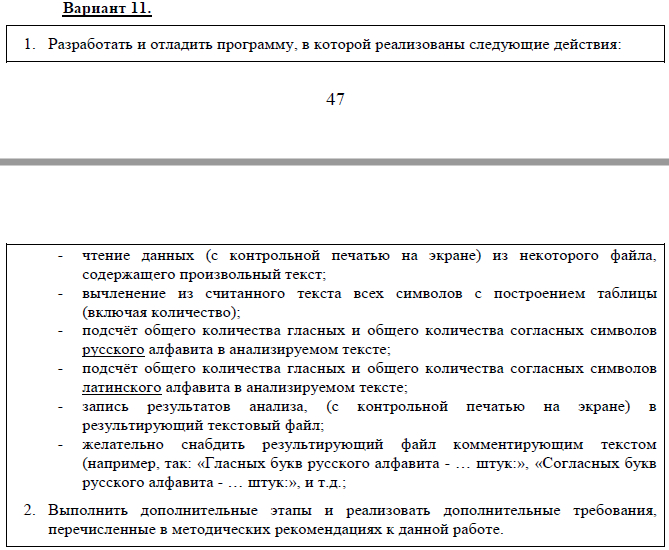 Вариант 11.
1. Разработать и отладить программу, в которой реализованы следующие действия:
47
- чтение данных (с контрольной печатью на экране) из некоторого файла,
содержащего произвольный текст;
- вычленение из считанного текста всех символов с построением таблицы
(включая количество);
- подсчёт общего количества гласных и общего количества согласных символов
русского алфавита в анализируемом тексте;
- подсчёт общего количества гласных и общего количества согласных символов
латинского алфавита в анализируемом тексте;
- запись результатов анализа, (с контрольной печатью на экране) в
результирующий текстовый файл;
- желательно снабдить результирующий файл комментирующим текстом
(например, так: «Гласных букв русского алфавита - … штук:», «Согласных букв
русского алфавита - … штук:», и т.д.;
2. Выполнить дополнительные этапы и реализовать дополнительные требования,
перечисленные в методических рекомендациях к данной работе.